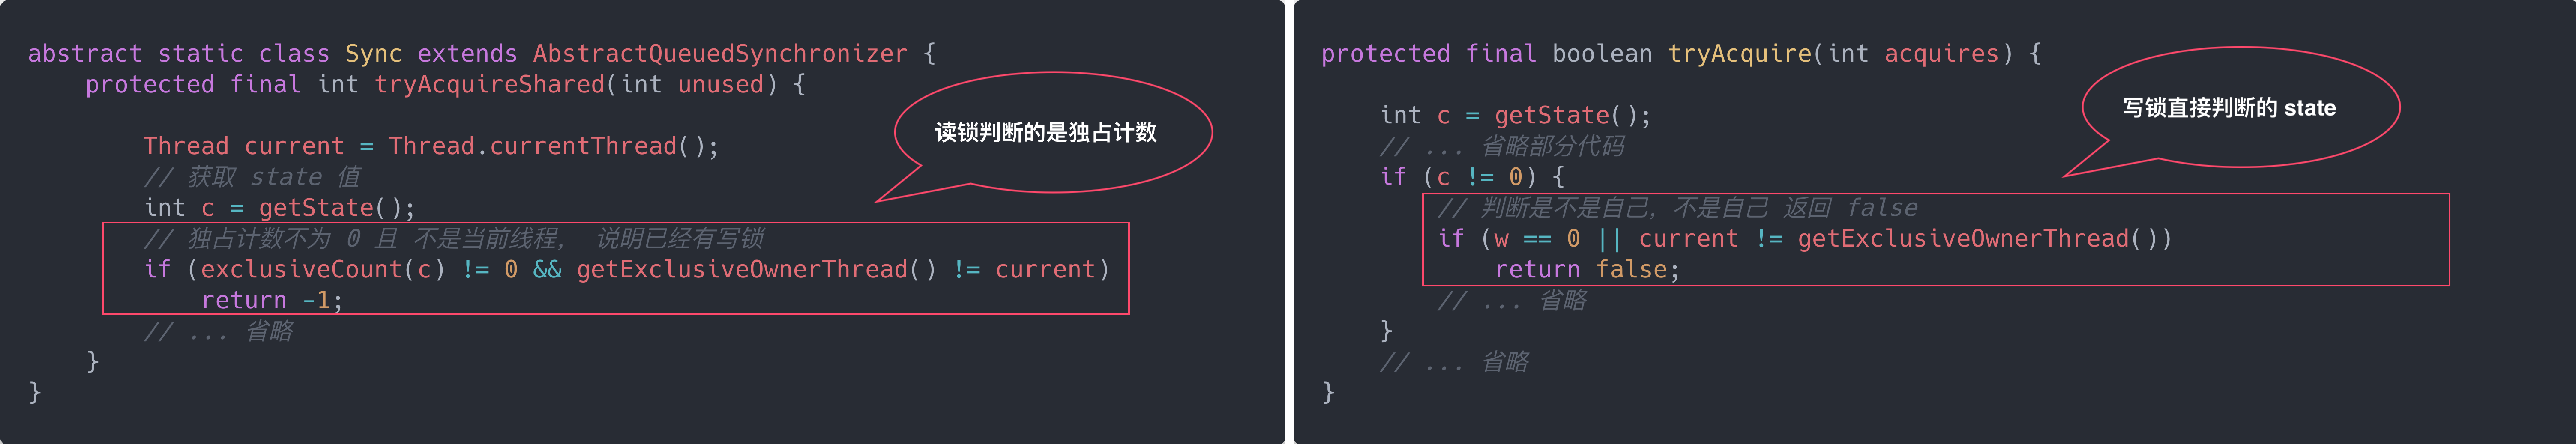 abstract static class Sync extends AbstractQueuedSynchronizer {
    protected final int tryAcquireShared(int unused) {
        Thread current = Thread.currentThread();
        // 获取 state 值
        int c = getState();
        // 独占计数不为 0 且 不是当前线程， 说明已经有写锁
        if (exclusiveCount(c) != 0 && getExclusiveOwnerThread() != current)
            return -1;
        // ... 省略
    }
}
读锁判断的是独占计数
protected final boolean tryAcquire(int acquires) {
    int c = getState();
    // ... 省略部分代码
    if (c != 0) {
        // 判断是不是自己，不是自己 返回 false
        if (w == 0 || current != getExclusiveOwnerThread())
            return false;
        // ... 省略
    }
    // ... 省略
}
写锁直接判断的 state